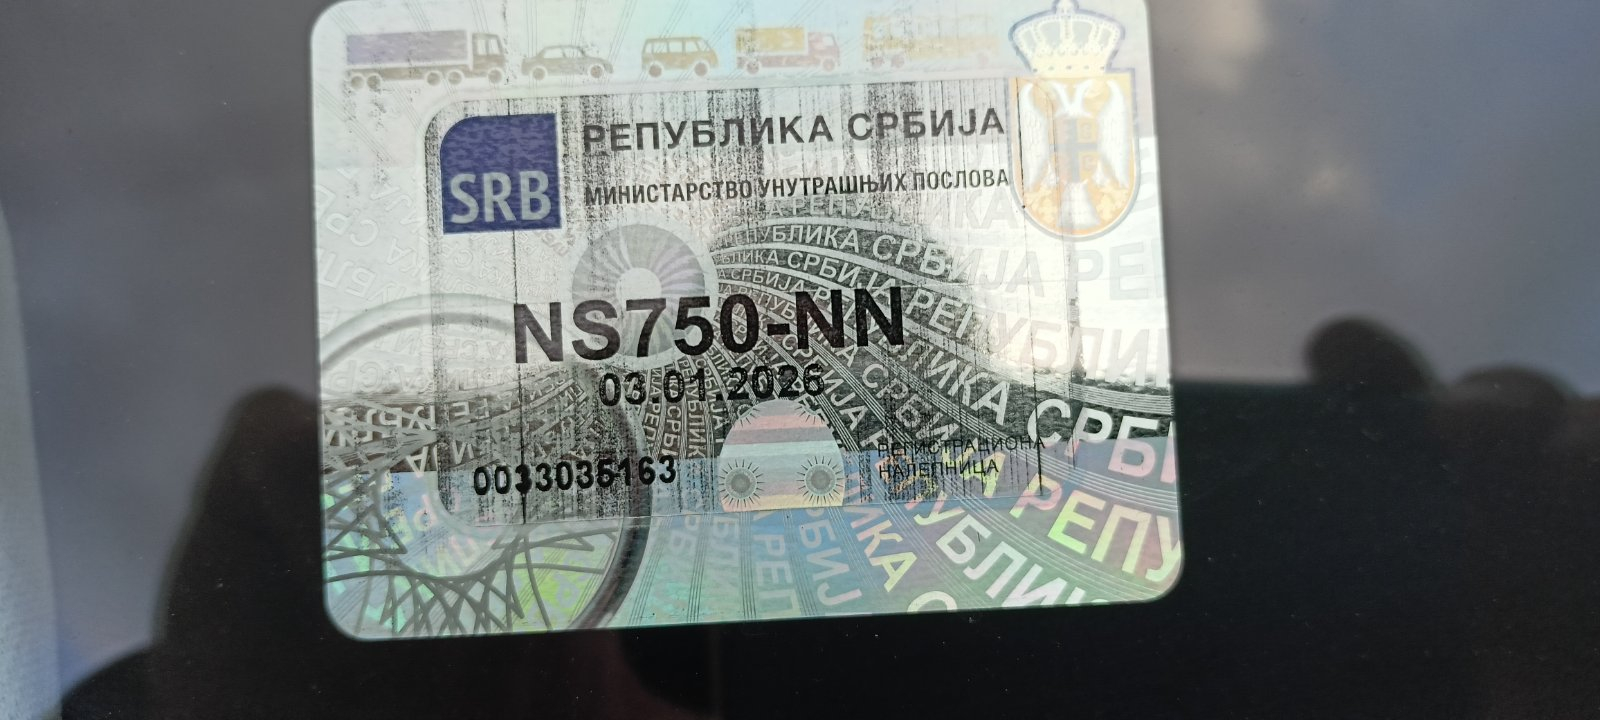 РЕПУБЛИКА СРБИЈА
SRB
МИНИСТАРСТВО УНУТРАШЊИХ ПОСЛОВА
NS750-NN
03.01.2026
0033035163
РЕГИСТРАЦИОНА
НАЛЕПНИЦА